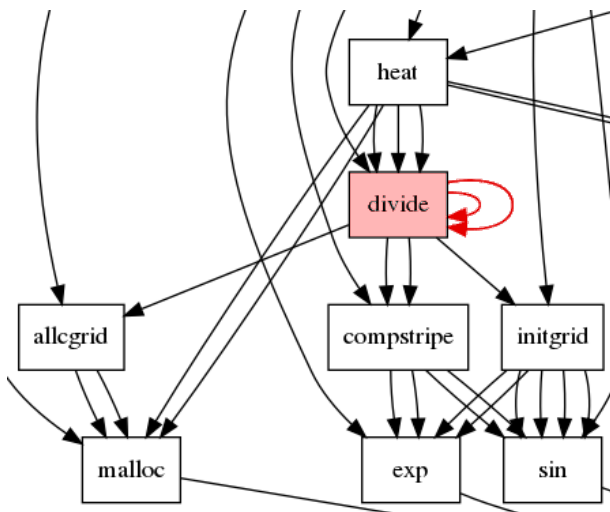 heat
divide
allcgrid
compstripe
initgrid
malloc
exp
sin